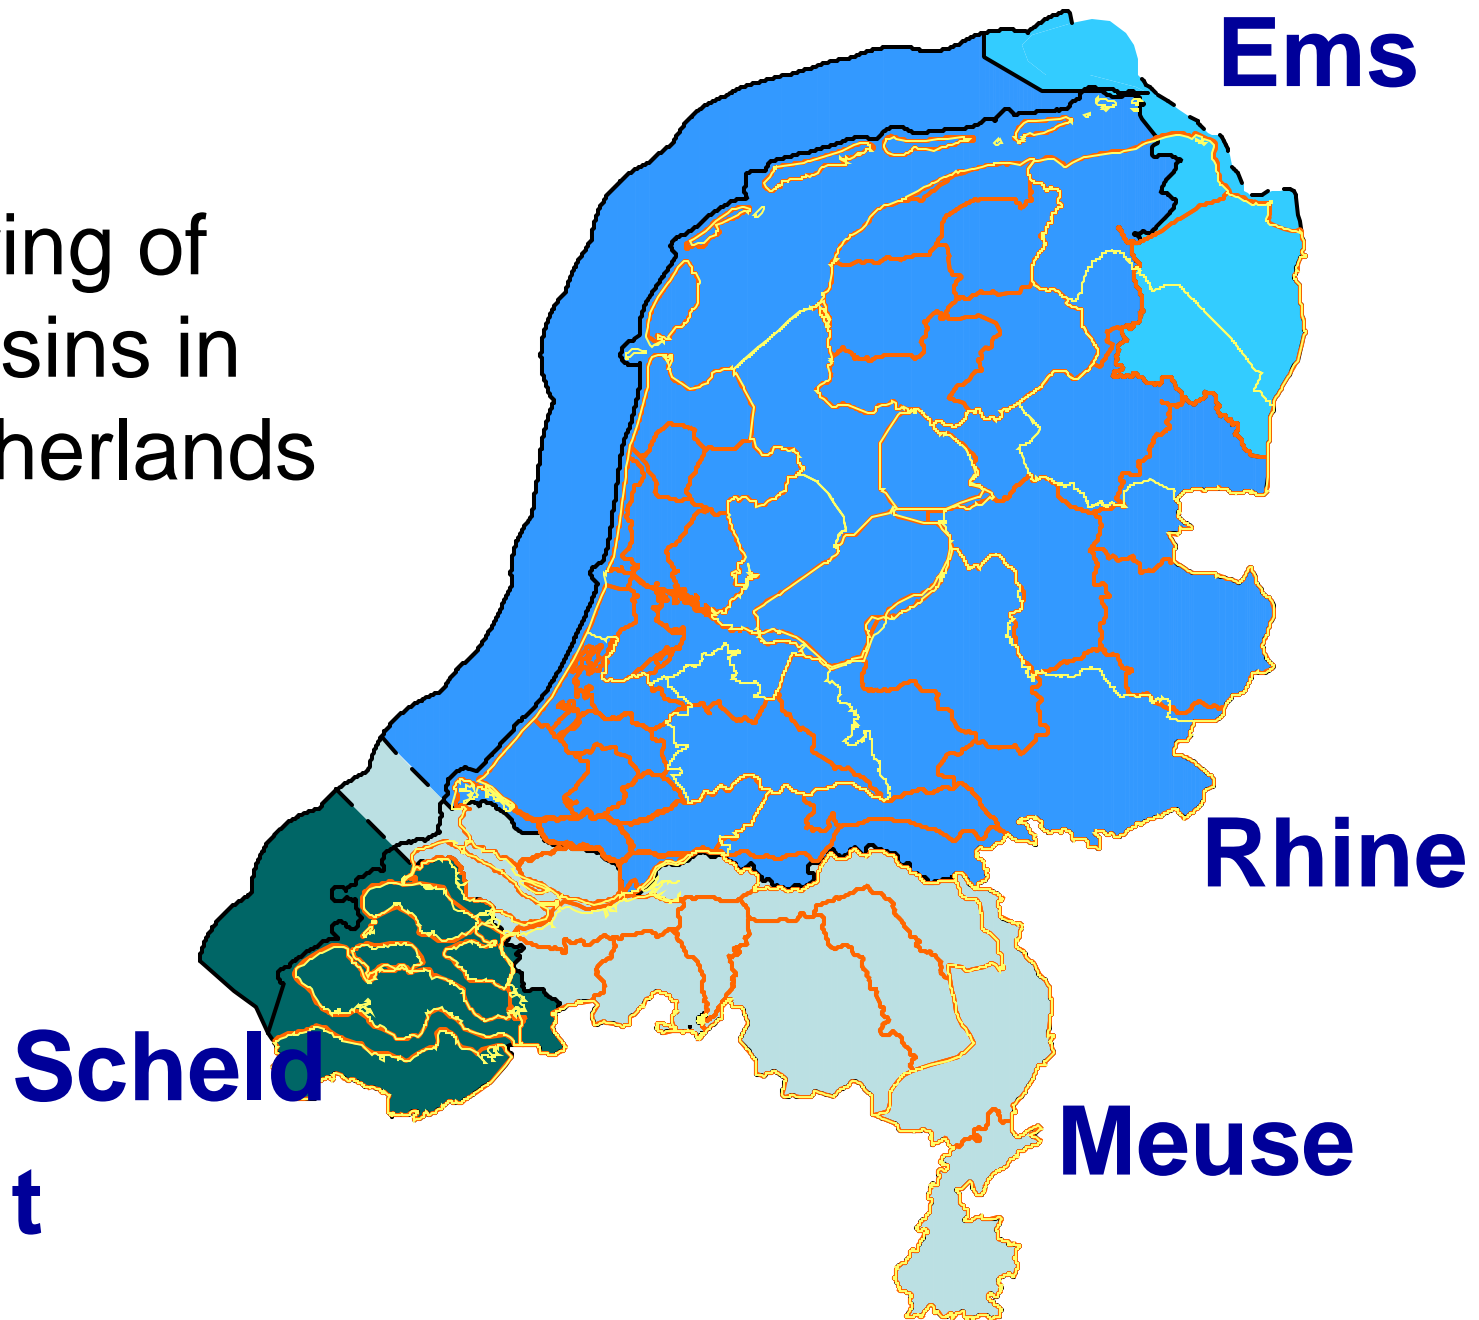 Ems
ing of
sins in
herlands
Rhine
Scheld
t
Meuse